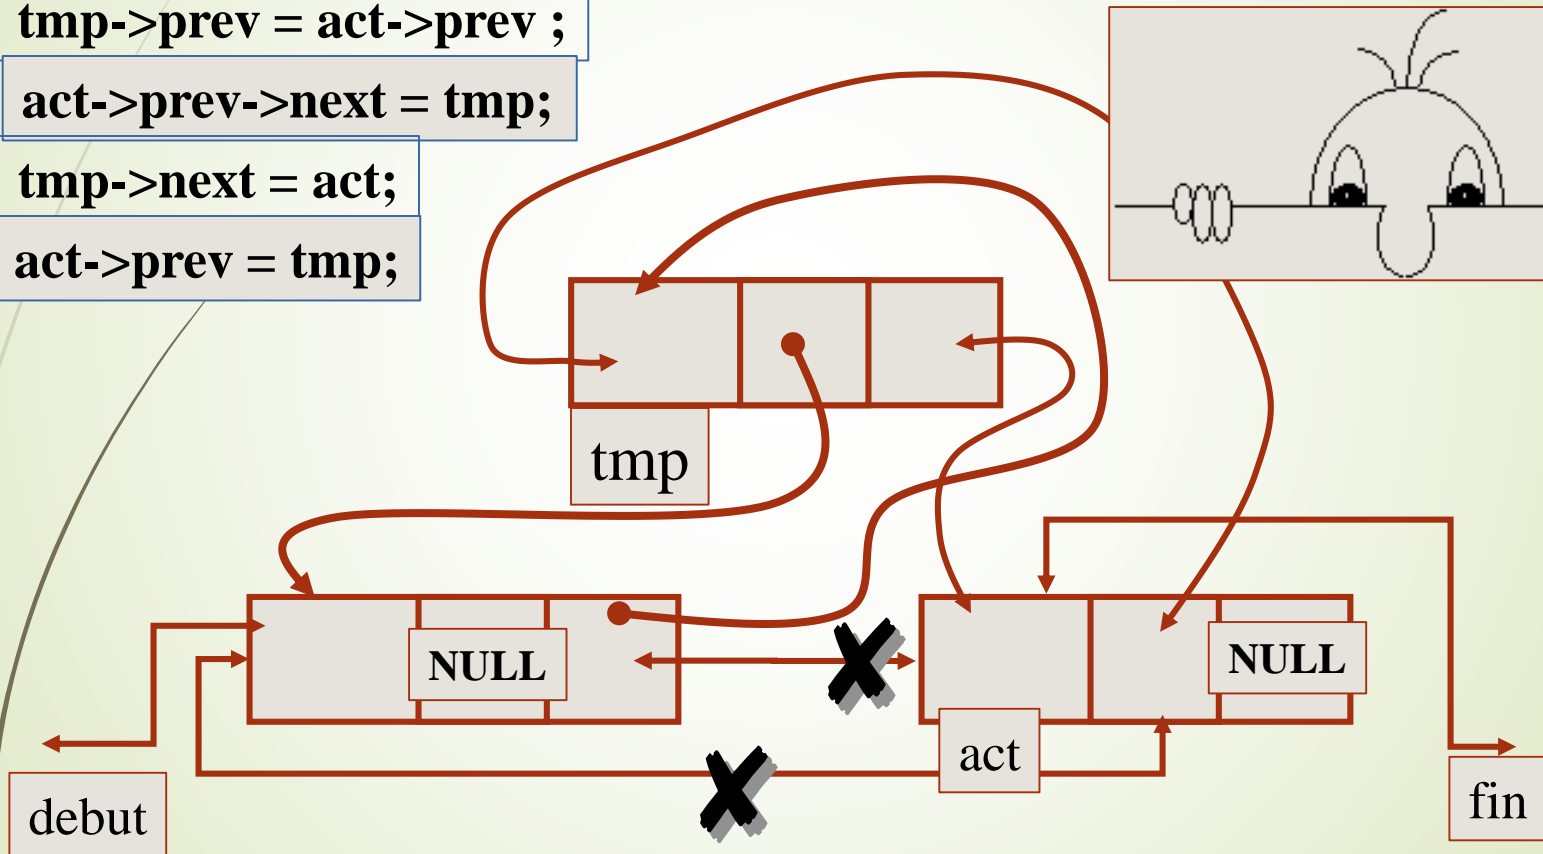 tmp->prev = act->prev ;
act->prev->next = tmp;
tmp->next = act;
act->prev = tmp;
tmp
NULL
NULL
act
debut
fin